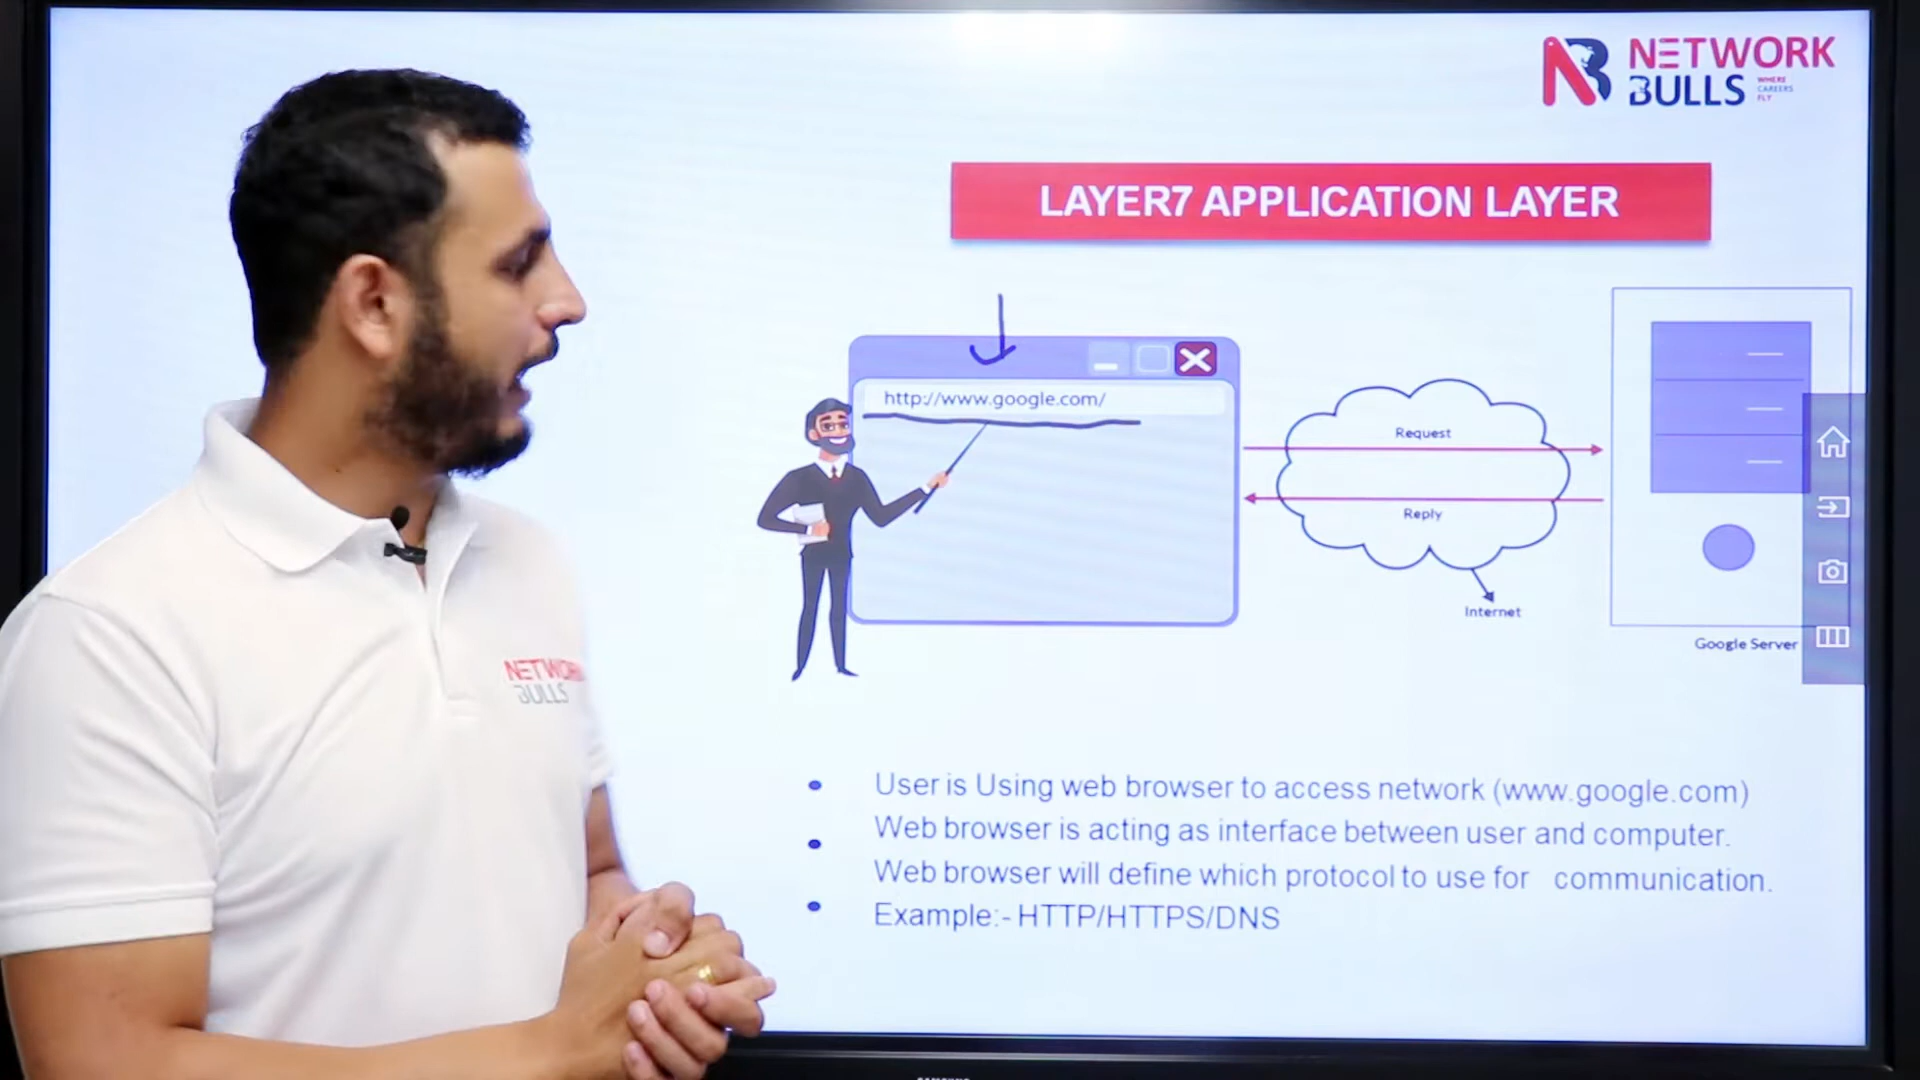 NETWORK
BULLS
WHERE
CAREERS
FLY
LAYER7 APPLICATION LAYER
http://www.google.com/
Request
Reply
Internet
Google Server
NETWORK
BULLS
User is Using web browser to access network (www.google.com)
Web browser is acting as interface between user and computer.
Web browser will define which protocol to use for communication.
Example:- HTTP/HTTPS/DNS
SAMSUNG